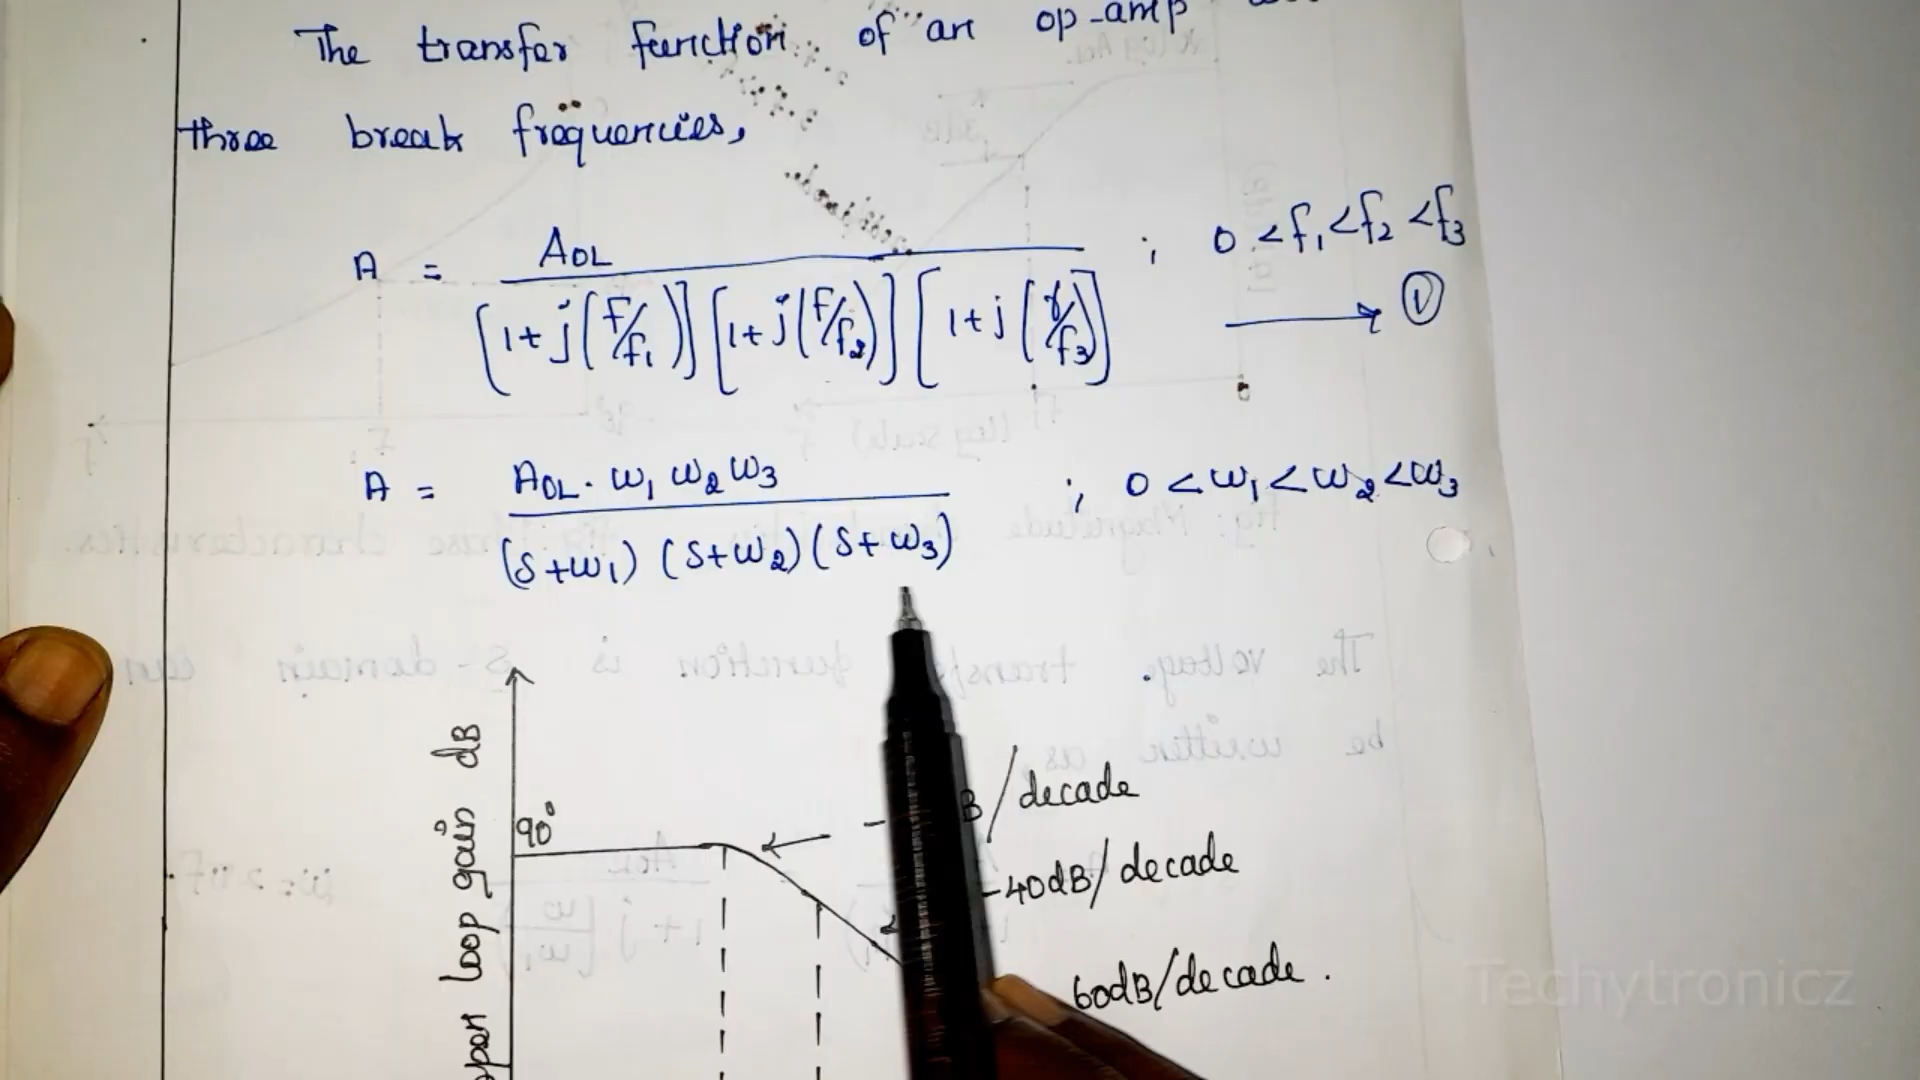 The transfer function of an op-amp
three break frequencies,
A = AOL / [1+j(f/f1)] [1+j(f/f2)] [1+j(f/f3)] ; 0 < f1 < f2 < f3 → ①
A = AOL . ω1 ω2 ω3 / (S+ω1) (S+ω2) (S+ω3) ; 0 < ω1 < ω2 < ω3
open loop gain dB
90°
B/decade
-40dB/decade
60dB/decade.
Techytronicz